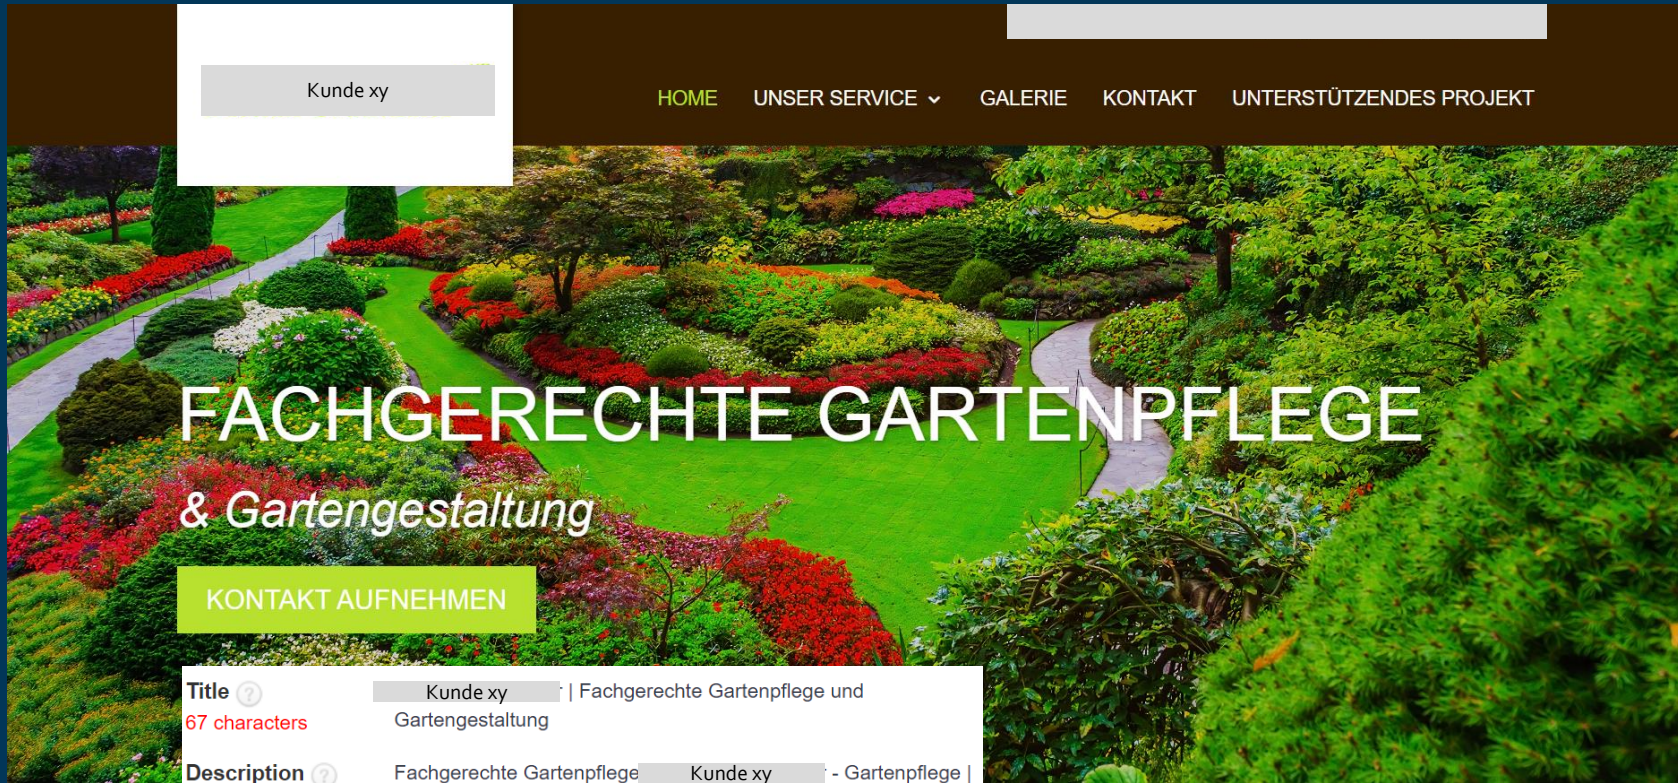 Kunde xy
HOME UNSER SERVICE GALERIE KONTAKT UNTERSTÜTZENDES PROJEKT
FACHGERECHTE GARTENPFLEGE
& Gartengestaltung
KONTAKT AUFNEHMEN
Title ? Kunde xy | Fachgerechte Gartenpflege und
67 characters Gartengestaltung
Description ? Fachgerechte Gartenpflege Kunde xy - Gartenpflege |